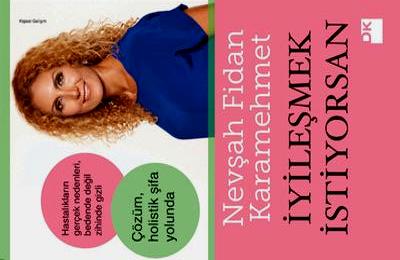 Kişisel Gelişim
Hastalıkların
gerçek nedenleri,
bedende değil
zihinde gizli
Çözüm,
holistik şifa
yolunda
Nevşah Fidan
Karamehmet
İYİLEŞMEK
İSTİYORSAN
DK